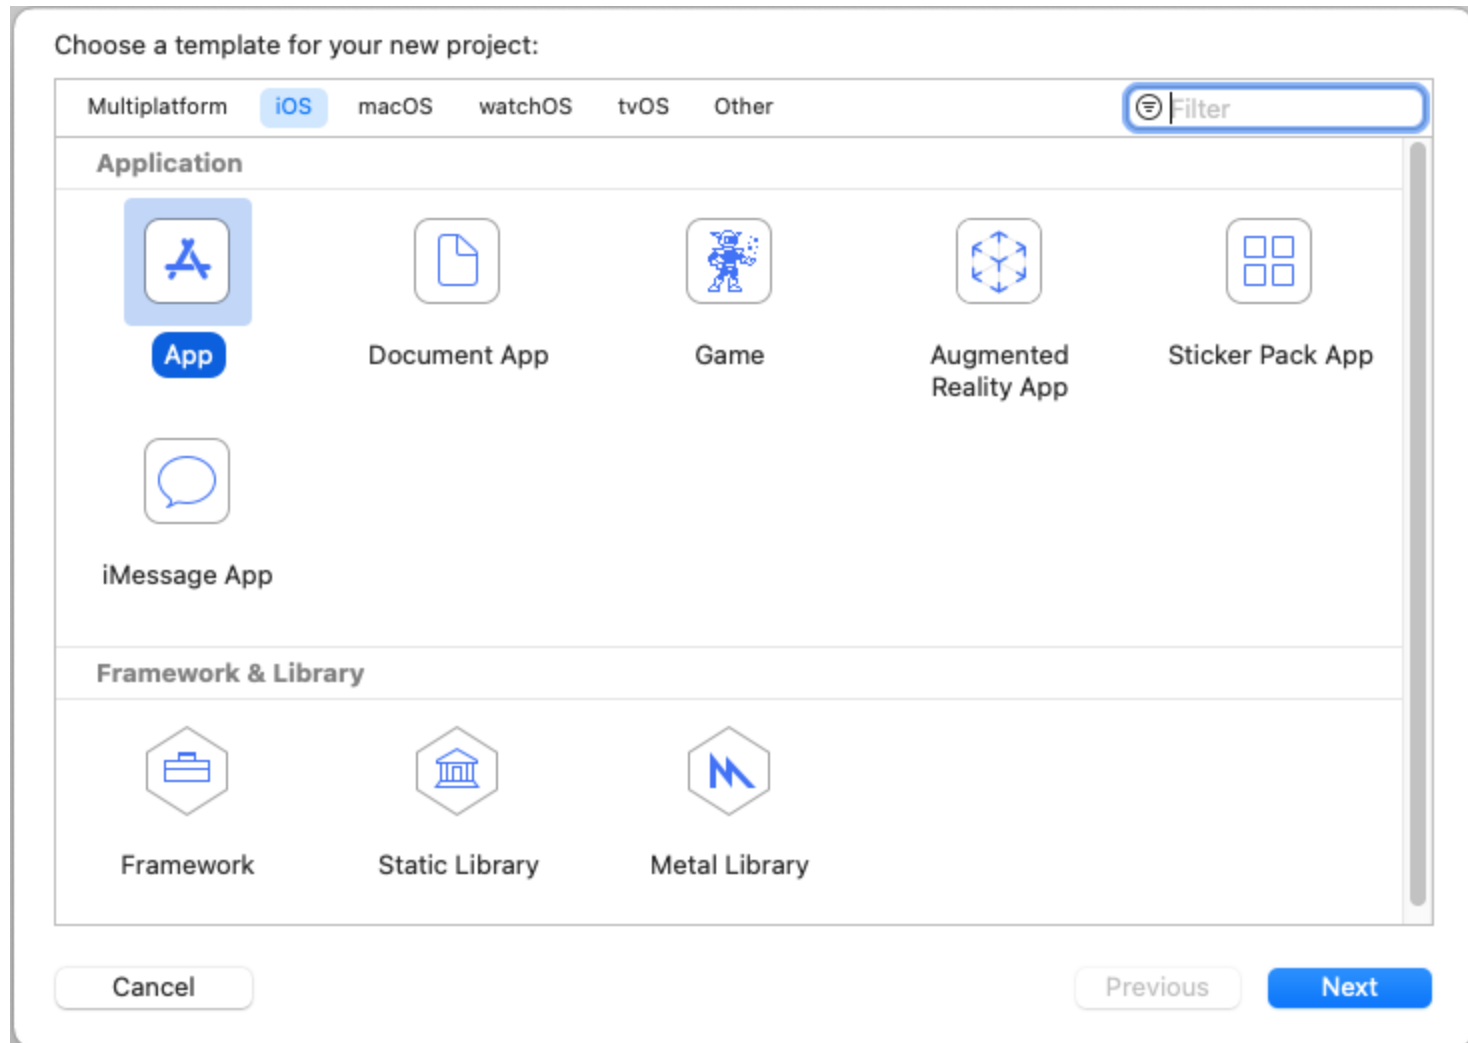 Choose a template for your new project:
Multiplatform iOS macOS watchOS tvOS Other Filter
Application
App Document App Game Augmented Reality App Sticker Pack App
iMessage App
Framework & Library
Framework Static Library Metal Library
Cancel Previous Next